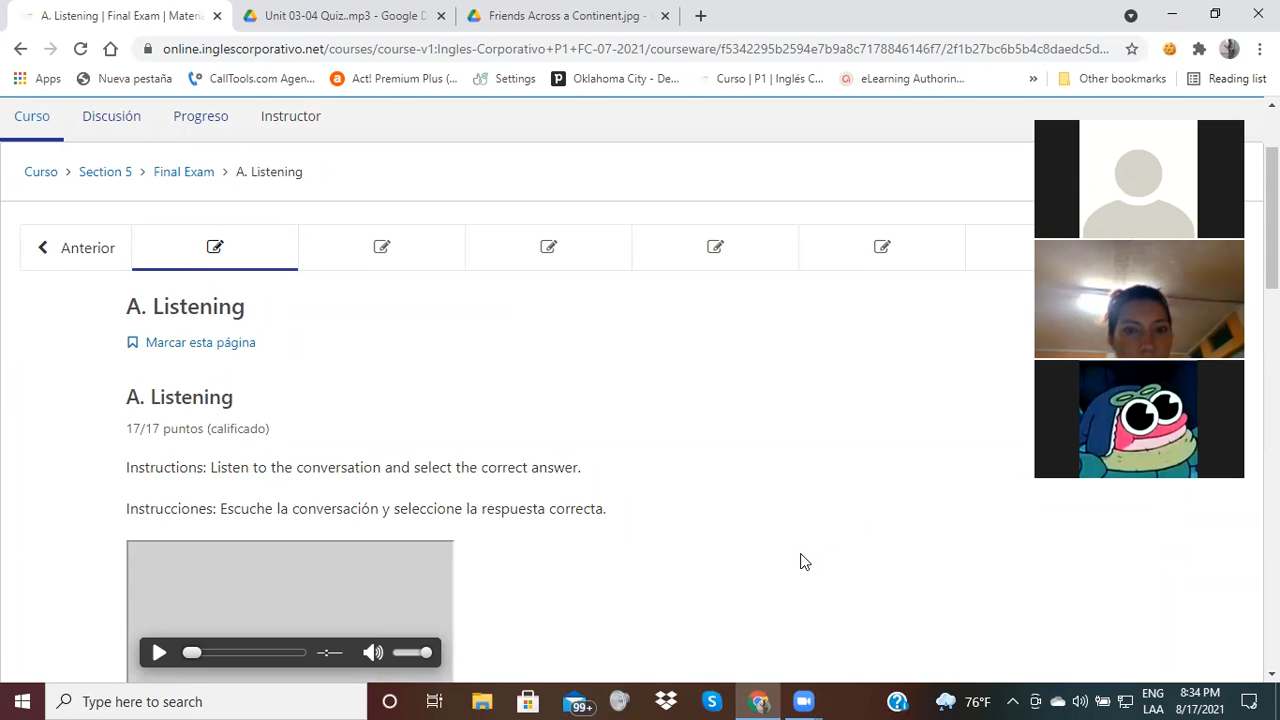 A. Listening | Final Exam | Materia
Unit 03-04 Quiz..mp3 - Google D
Friends Across a Continent.jpg -
online.inglescorporativo.net/courses/course-v1:Ingles-Corporativo+P1+FC-07-2021/courseware/f5342295b2594e7b9a8c7178846146f7/2f1b27bc6b5b4c8daedc5d...
Apps
Nueva pestaña
CallTools.com Agen...
Act! Premium Plus (...
Settings
Oklahoma City - De...
Curso | P1 | Inglés C...
eLearning Authorin...
»
Other bookmarks
Reading list
Curso
Discusión
Progreso
Instructor
Curso > Section 5 > Final Exam > A. Listening
Anterior
A. Listening
Marcar esta página
A. Listening
17/17 puntos (calificado)
Instructions: Listen to the conversation and select the correct answer.
Instrucciones: Escuche la conversación y seleccione la respuesta correcta.
-:--
Type here to search
99+
76°F
ENG
LAA
8:34 PM
8/17/2021